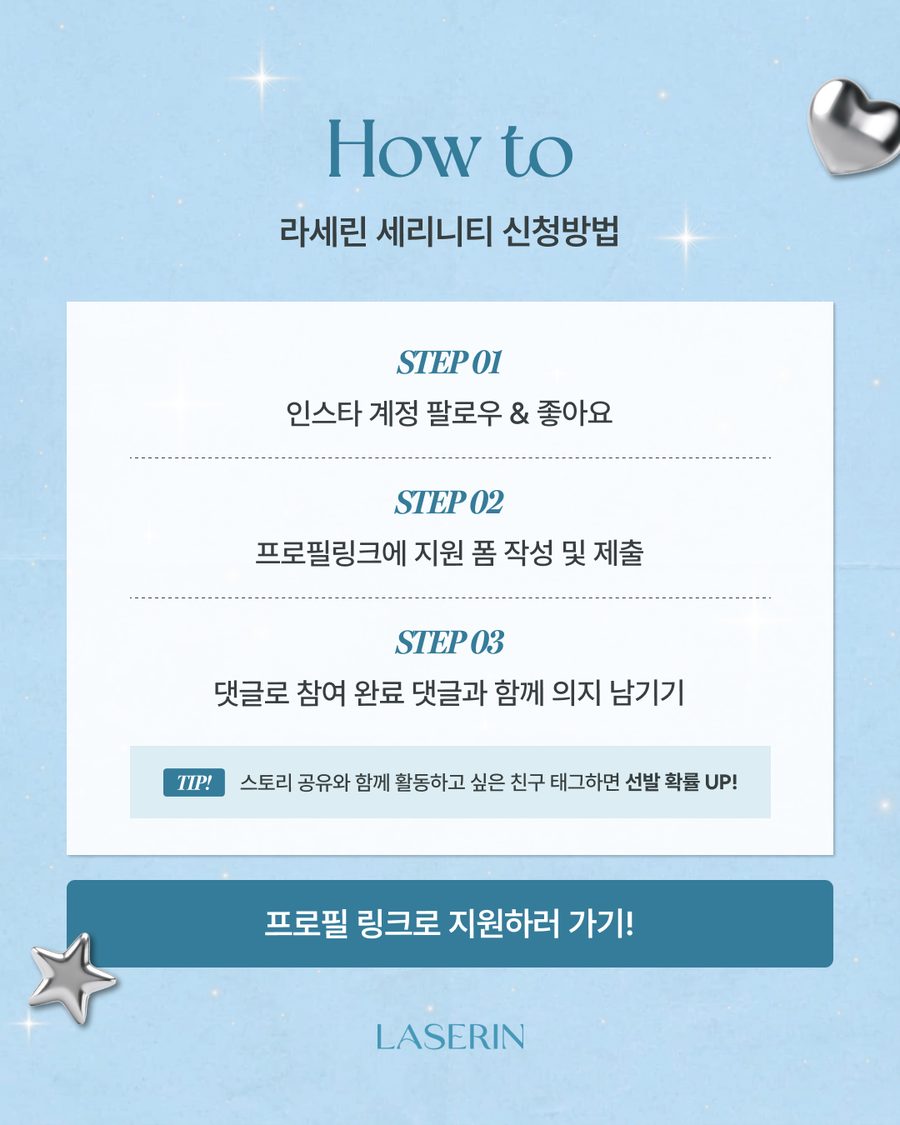 How to
라세린 세리니티 신청방법
STEP 01
인스타 계정 팔로우 & 좋아요
STEP 02
프로필링크에 지원 폼 작성 및 제출
STEP 03
댓글로 참여 완료 댓글과 함께 의지 남기기
TIP! 스토리 공유와 함께 활동하고 싶은 친구 태그하면 선발 확률 UP!
프로필 링크로 지원하러 가기!
LASERIN